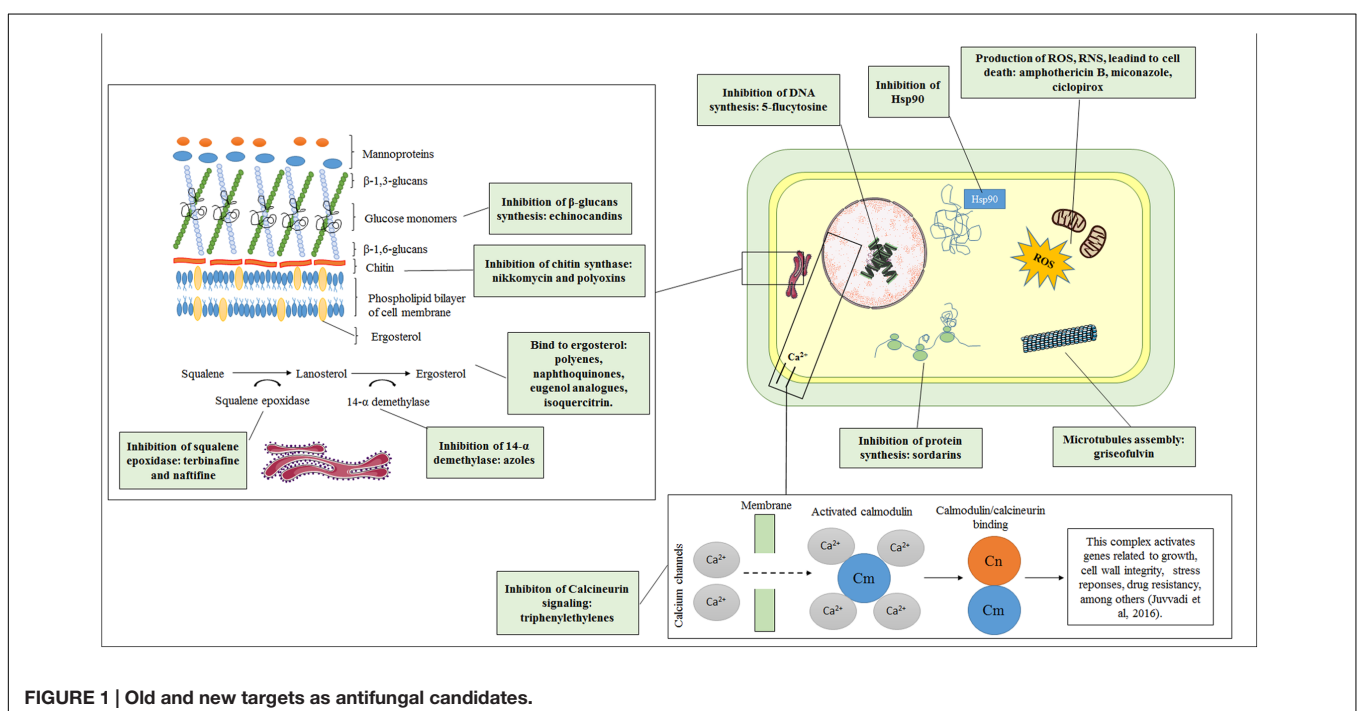 Production of ROS, RNS, leadind to cell
death: amphothericin B, miconazole,
ciclopirox
Inhibition of DNA
synthesis: 5-flucytosine
Inhibition of
Hsp90
Mannoproteins
β-1,3-glucans
Glucose monomers
β-1,6-glucans
Chitin
Phospholipid bilayer
of cell membrane
Ergosterol
Inhibition of β-glucans
synthesis: echinocandins
Inhibition of chitin synthase:
nikkomycin and polyoxins
Bind to ergosterol:
polyenes,
naphthoquinones,
eugenol analogues,
isoquercitrin.
Squalene
Lanosterol
Ergosterol
Squalene epoxidase
14-α demethylase
Inhibition of squalene
epoxidase: terbinafine
and naftifine
Inhibition of 14-α
demethylase: azoles
Hsp90
ROS
Ca²⁺
Inhibition of protein
synthesis: sordarins
Microtubules assembly:
griseofulvin
Inhibiton of Calcineurin
signaling:
triphenylethylenes
Calcium channels
Membrane
Ca²⁺
Ca²⁺
Activated calmodulin
Ca²⁺
Ca²⁺
Cm
Ca²⁺
Ca²⁺
Calmodulin/calcineurin
binding
Cn
Cm
This complex activates
genes related to growth,
cell wall integrity, stress
reponses, drug resistancy,
among others (Juvvadi et
al, 2016).
FIGURE 1 | Old and new targets as antifungal candidates.